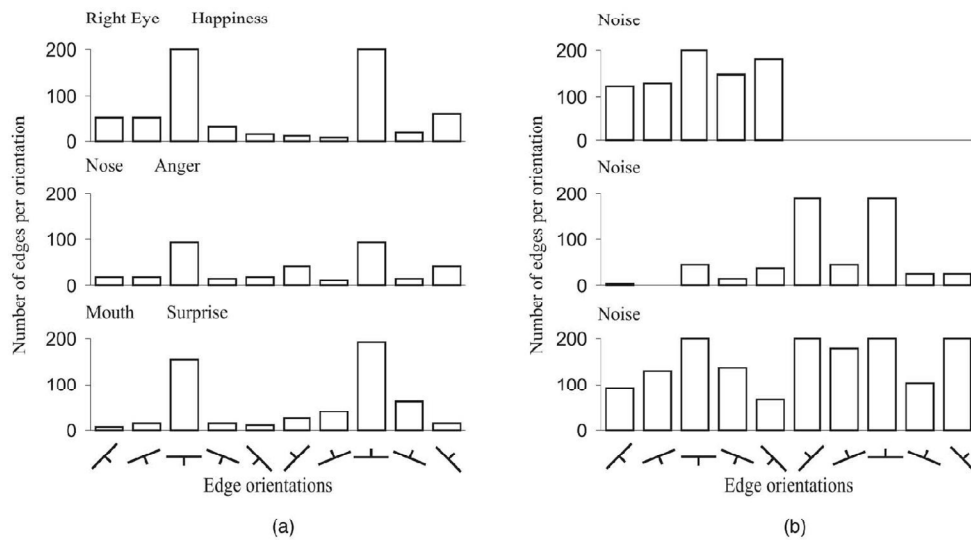 Right Eye Happiness
Number of edges per orientation
200
100
0
Nose Anger
200
100
0
Mouth Surprise
200
100
0
Edge orientations
(a)
Noise
Number of edges per orientation
200
100
0
Noise
200
100
0
Noise
200
100
0
Edge orientations
(b)